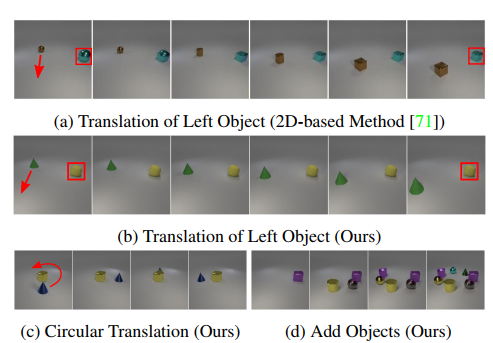 (a) Translation of Left Object (2D-based Method [71])
(b) Translation of Left Object (Ours)
(c) Circular Translation (Ours) (d) Add Objects (Ours)